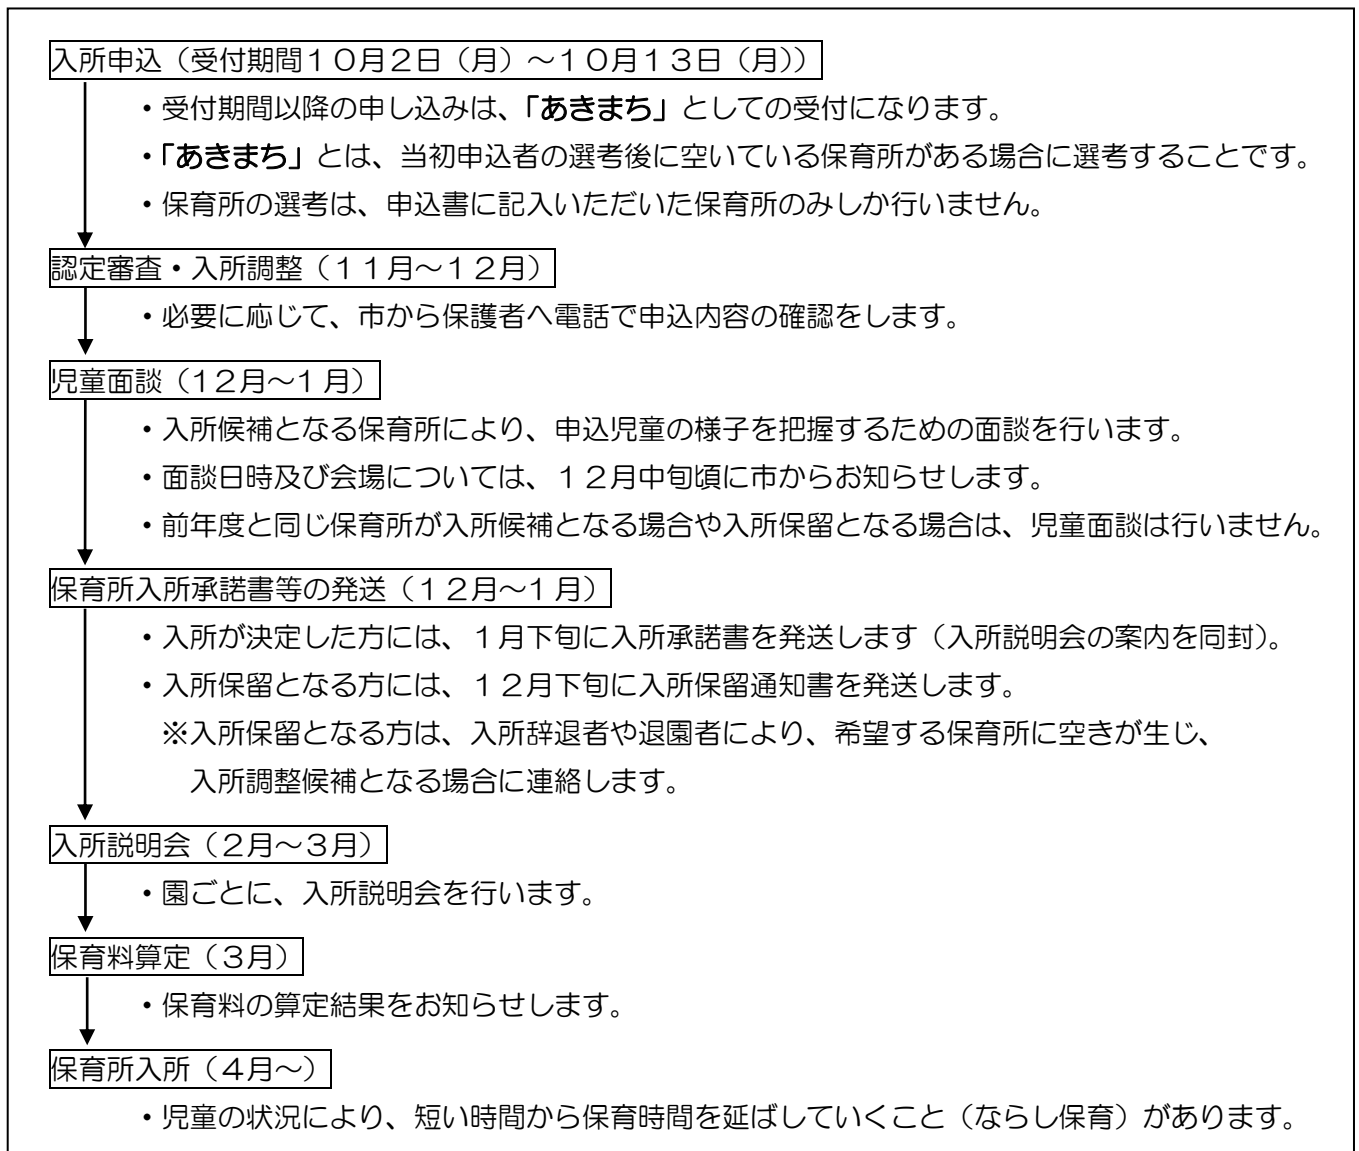 入所申込（受付期間１０月２日（月）～１０月１３日（月））
・受付期間以降の申し込みは、「あきまち」としての受付になります。
・「あきまち」とは、当初申込者の選考後に空いている保育所がある場合に選考することです。
・保育所の選考は、申込書に記入いただいた保育所のみしか行いません。
認定審査・入所調整（１１月～１２月）
・必要に応じて、市から保護者へ電話で申込内容の確認をします。
児童面談（１２月～１月）
・入所候補となる保育所により、申込児童の様子を把握するための面談を行います。
・面談日時及び会場については、１２月中旬頃に市からお知らせします。
・前年度と同じ保育所が入所候補となる場合や入所保留となる場合は、児童面談は行いません。
保育所入所承諾書等の発送（１２月～１月）
・入所が決定した方には、１月下旬に入所承諾書を発送します（入所説明会の案内を同封）。
・入所保留となる方には、１２月下旬に入所保留通知書を発送します。
※入所保留となる方は、入所辞退者や退園者により、希望する保育所に空きが生じ、
入所調整候補となる場合に連絡します。
入所説明会（２月～３月）
・園ごとに、入所説明会を行います。
保育料算定（３月）
・保育料の算定結果をお知らせします。
保育所入所（４月～）
・児童の状況により、短い時間から保育時間を延ばしていくこと（ならし保育）があります。